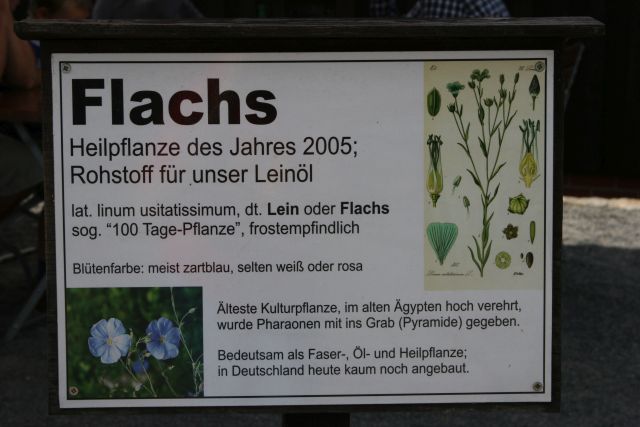 Flachs
Heilpflanze des Jahres 2005;
Rohstoff für unser Leinöl
lat. linum usitatissimum, dt. Lein oder Flachs
sog. “100 Tage-Pflanze”, frostempfindlich
Blütenfarbe: meist zartblau, selten weiß oder rosa
Älteste Kulturpflanze, im alten Ägypten hoch verehrt,
wurde Pharaonen mit ins Grab (Pyramide) gegeben.
Bedeutsam als Faser-, Öl- und Heilpflanze;
in Deutschland heute kaum noch angebaut.